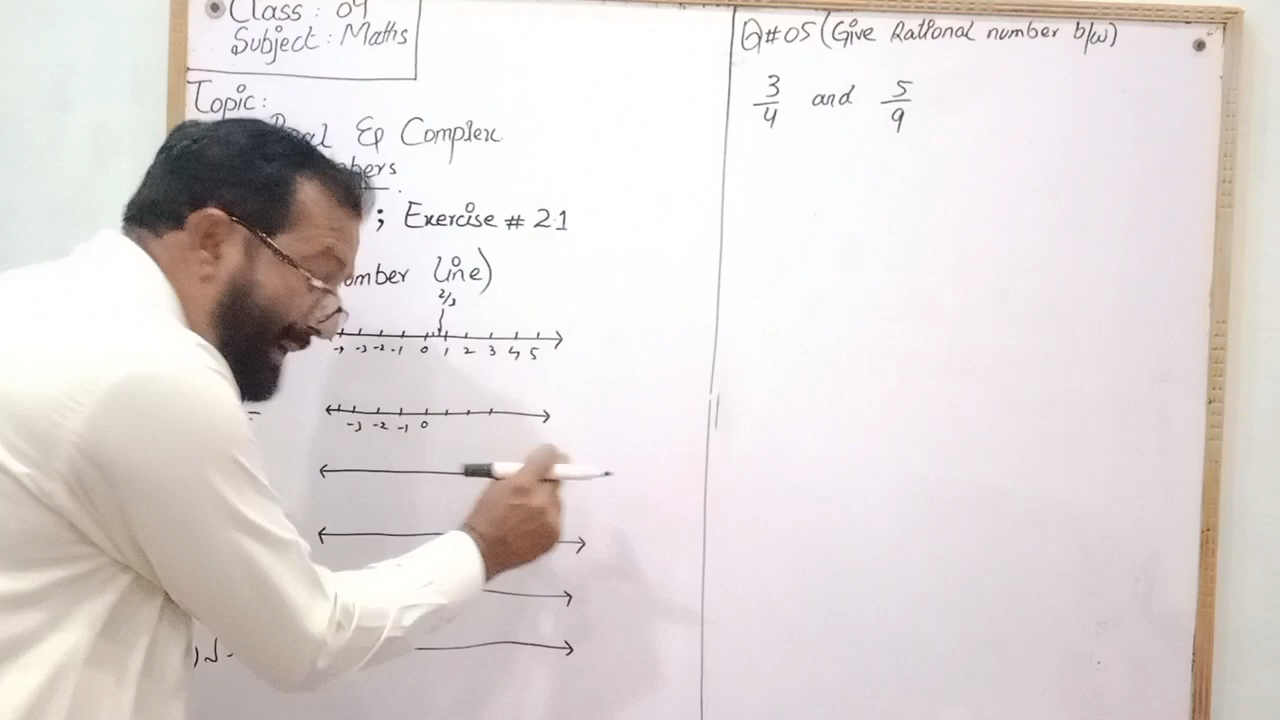 Class : 09
Subject : Maths
Topic:
Real & Complex
; Exercise # 2.1
Line)
2/3
-3 -2 -1 0 1 2 3 4 5
-3 -2 -1 0
Q#05 (Give Rational number b/w)
3/4 and 5/9